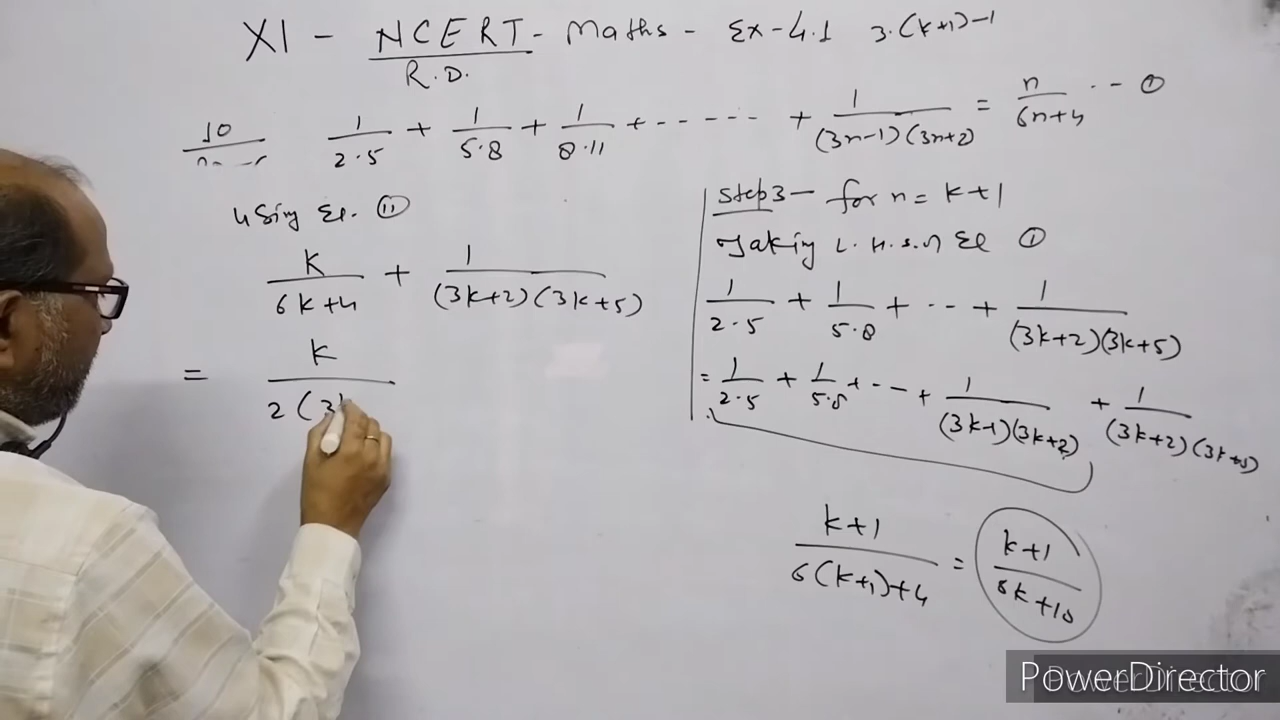 XI - NCERT - Maths - Ex-4.1 3.(k+1)-1
R.D.
10 1/2.5 + 1/5.8 + 1/8.11 + ------ + 1/(3n-1)(3n+2) = n/6n+4 --- ①
Using Eq. ⑪
k/6k+4 + 1/(3k+2)(3k+5)
= k/2(3
Step3- for n = k+1
Taking L.H.S. of Eq ①
1/2.5 + 1/5.8 + -- + 1/(3k+2)(3k+5)
= 1/2.5 + 1/5.8 + --- + 1/(3k-1)(3k+2) + 1/(3k+2)(3k+5)
k+1/6(k+1)+4 = k+1/6k+10
PowerDirector